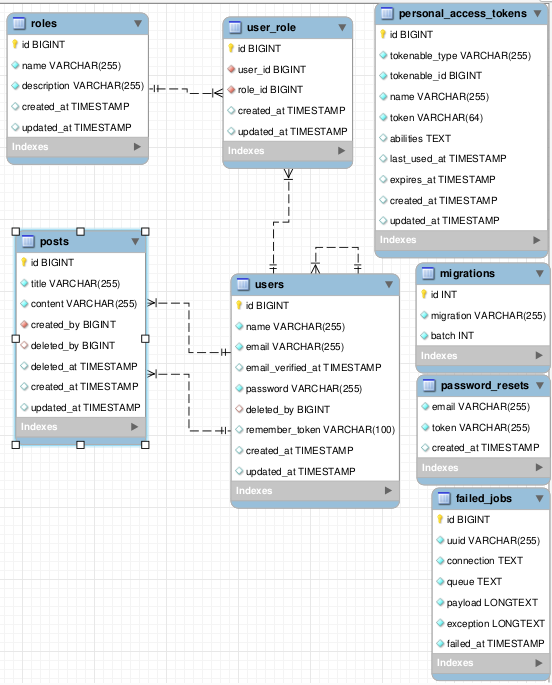 roles
id BIGINT
name VARCHAR(255)
description VARCHAR(255)
created_at TIMESTAMP
updated_at TIMESTAMP
Indexes
user_role
id BIGINT
user_id BIGINT
role_id BIGINT
created_at TIMESTAMP
updated_at TIMESTAMP
Indexes
personal_access_tokens
id BIGINT
tokenable_type VARCHAR(255)
tokenable_id BIGINT
name VARCHAR(255)
token VARCHAR(64)
abilities TEXT
last_used_at TIMESTAMP
expires_at TIMESTAMP
created_at TIMESTAMP
updated_at TIMESTAMP
Indexes
posts
id BIGINT
title VARCHAR(255)
content VARCHAR(255)
created_by BIGINT
deleted_by BIGINT
deleted_at TIMESTAMP
created_at TIMESTAMP
updated_at TIMESTAMP
Indexes
users
id BIGINT
name VARCHAR(255)
email VARCHAR(255)
email_verified_at TIMESTAMP
password VARCHAR(255)
deleted_by BIGINT
remember_token VARCHAR(100)
created_at TIMESTAMP
updated_at TIMESTAMP
Indexes
migrations
id INT
migration VARCHAR(255)
batch INT
Indexes
password_resets
email VARCHAR(255)
token VARCHAR(255)
created_at TIMESTAMP
Indexes
failed_jobs
id BIGINT
uuid VARCHAR(255)
connection TEXT
queue TEXT
payload LONGTEXT
exception LONGTEXT
failed_at TIMESTAMP
Indexes